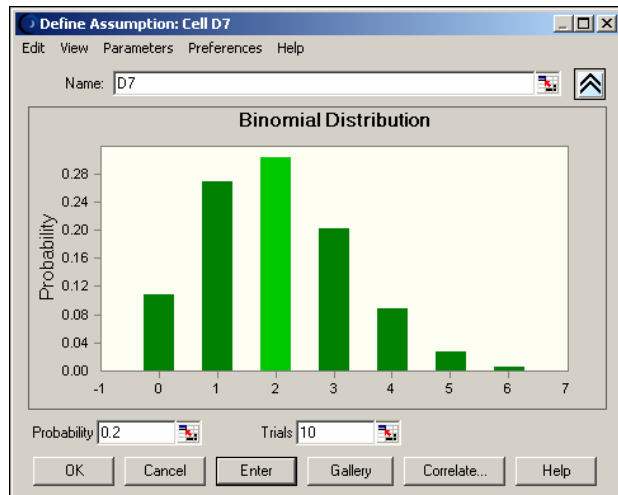 Define Assumption: Cell D7
Edit View Parameters Preferences Help
Name: D7
Binomial Distribution
Probability
0.28
0.24
0.20
0.16
0.12
0.08
0.04
0.00
-1 0 1 2 3 4 5 6 7
Probability 0.2 Trials 10
OK Cancel Enter Gallery Correlate... Help